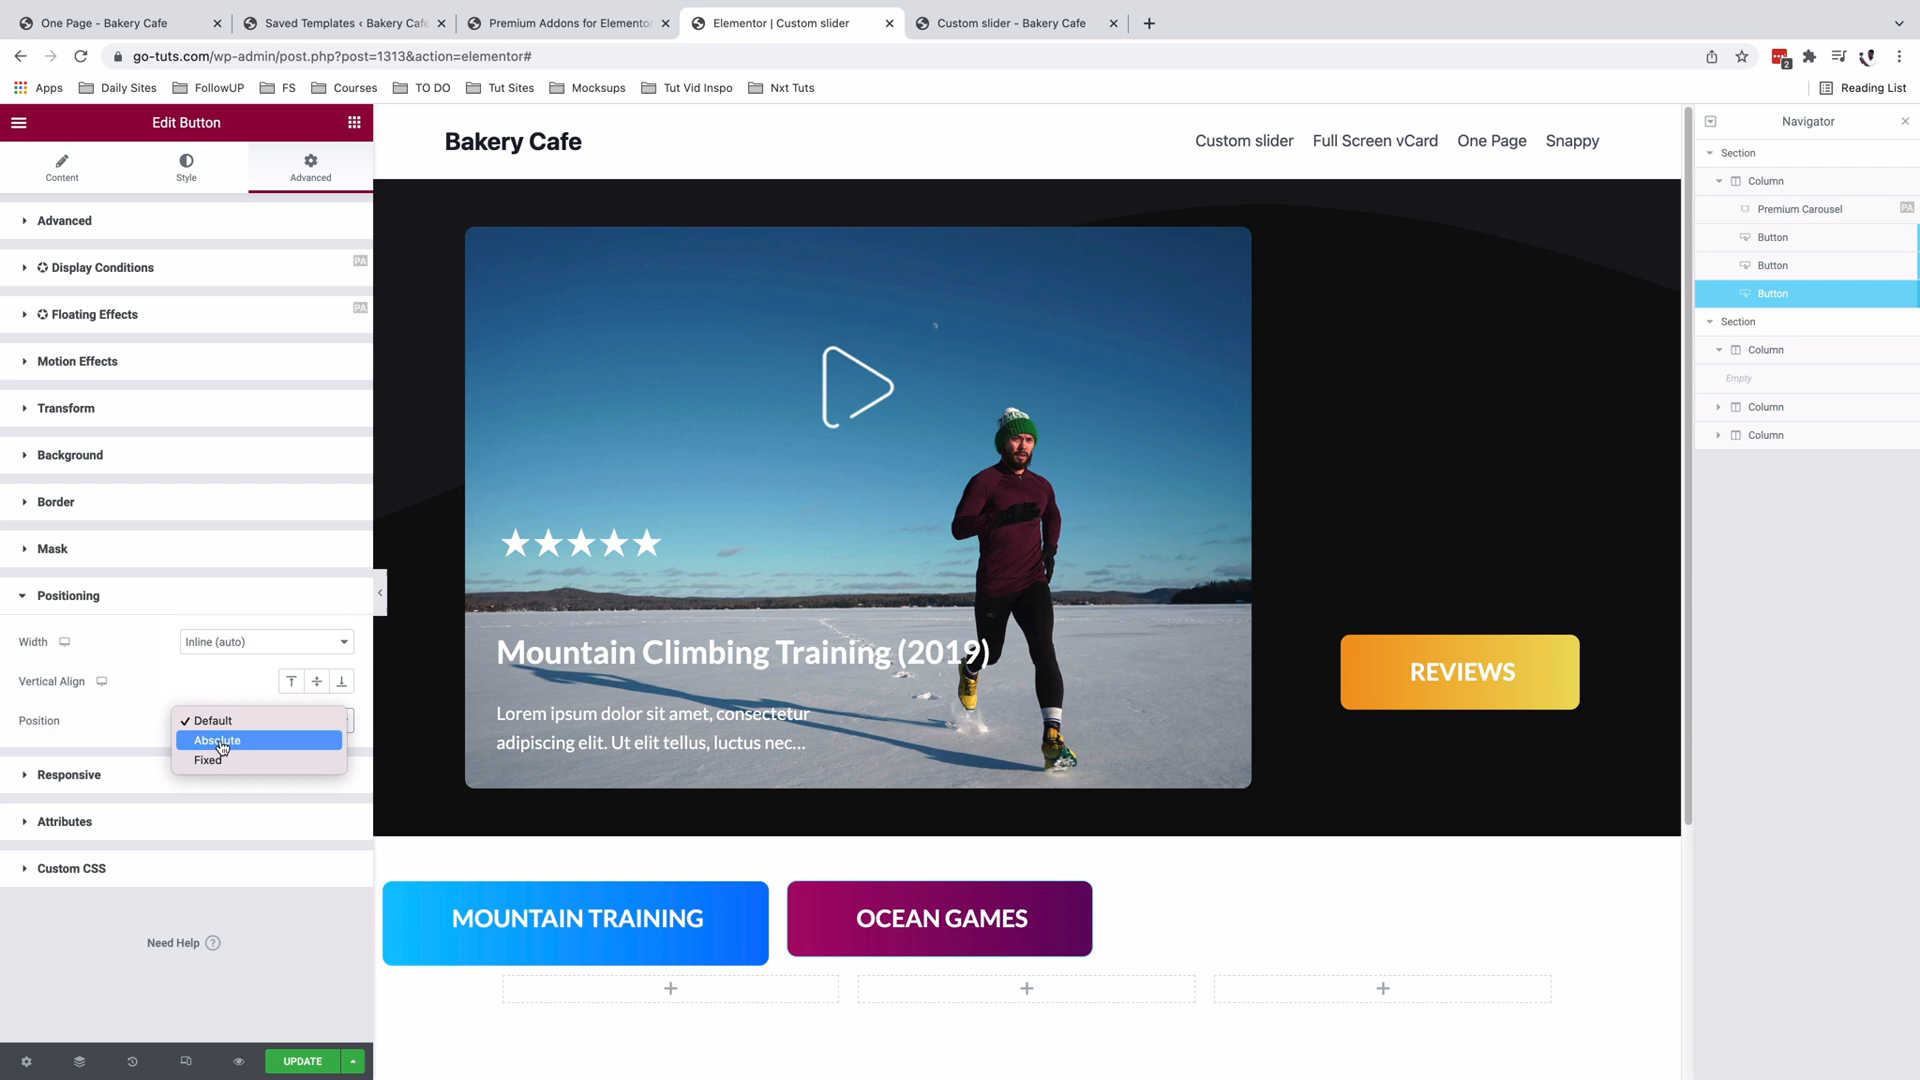 One Page - Bakery Cafe
Saved Templates ‹ Bakery Cafe
Premium Addons for Elementor
Elementor | Custom slider
Custom slider - Bakery Cafe
go-tuts.com/wp-admin/post.php?post=1313&action=elementor#
2
Apps
Daily Sites
FollowUP
FS
Courses
TO DO
Tut Sites
Mocksups
Tut Vid Inspo
Nxt Tuts
Reading List
Edit Button
Content
Style
Advanced
Advanced
Display Conditions
PA
Floating Effects
PA
Motion Effects
Transform
Background
Border
Mask
Positioning
Width
Inline (auto)
Vertical Align
Position
✓ Default
Absolute
Fixed
Responsive
Attributes
Custom CSS
Need Help ?
UPDATE
Bakery Cafe
Custom slider
Full Screen vCard
One Page
Snappy
★★★★★
Mountain Climbing Training (2019)
Lorem ipsum dolor sit amet, consectetur
adipiscing elit. Ut elit tellus, luctus nec...
REVIEWS
MOUNTAIN TRAINING
OCEAN GAMES
Navigator
Section
Column
Premium Carousel
PA
Button
Button
Button
Section
Column
Empty
Column
Column